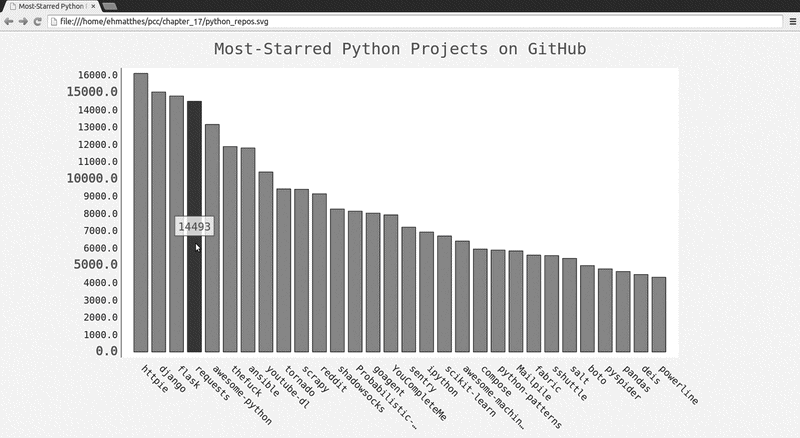 Most-Starred Python
file:///home/ehmatthes/pcc/chapter_17/python_repos.svg
Most-Starred Python Projects on GitHub
16000.0
15000.0
14000.0
13000.0
12000.0
11000.0
10000.0
9000.0
8000.0
7000.0
6000.0
5000.0
4000.0
3000.0
2000.0
1000.0
0.0
14493
httpie
django
flask
requests
awesome-python
thefuck
ansible
youtube-dl
tornado
scrapy
reddit
shadowsocks
Probabilistic-…
goagent
YouCompleteMe
sentry
ipython
scikit-learn
awesome-machin…
compose
python-patterns
Mailpile
fabric
sshuttle
salt
boto
pyspider
pandas
deis
powerline